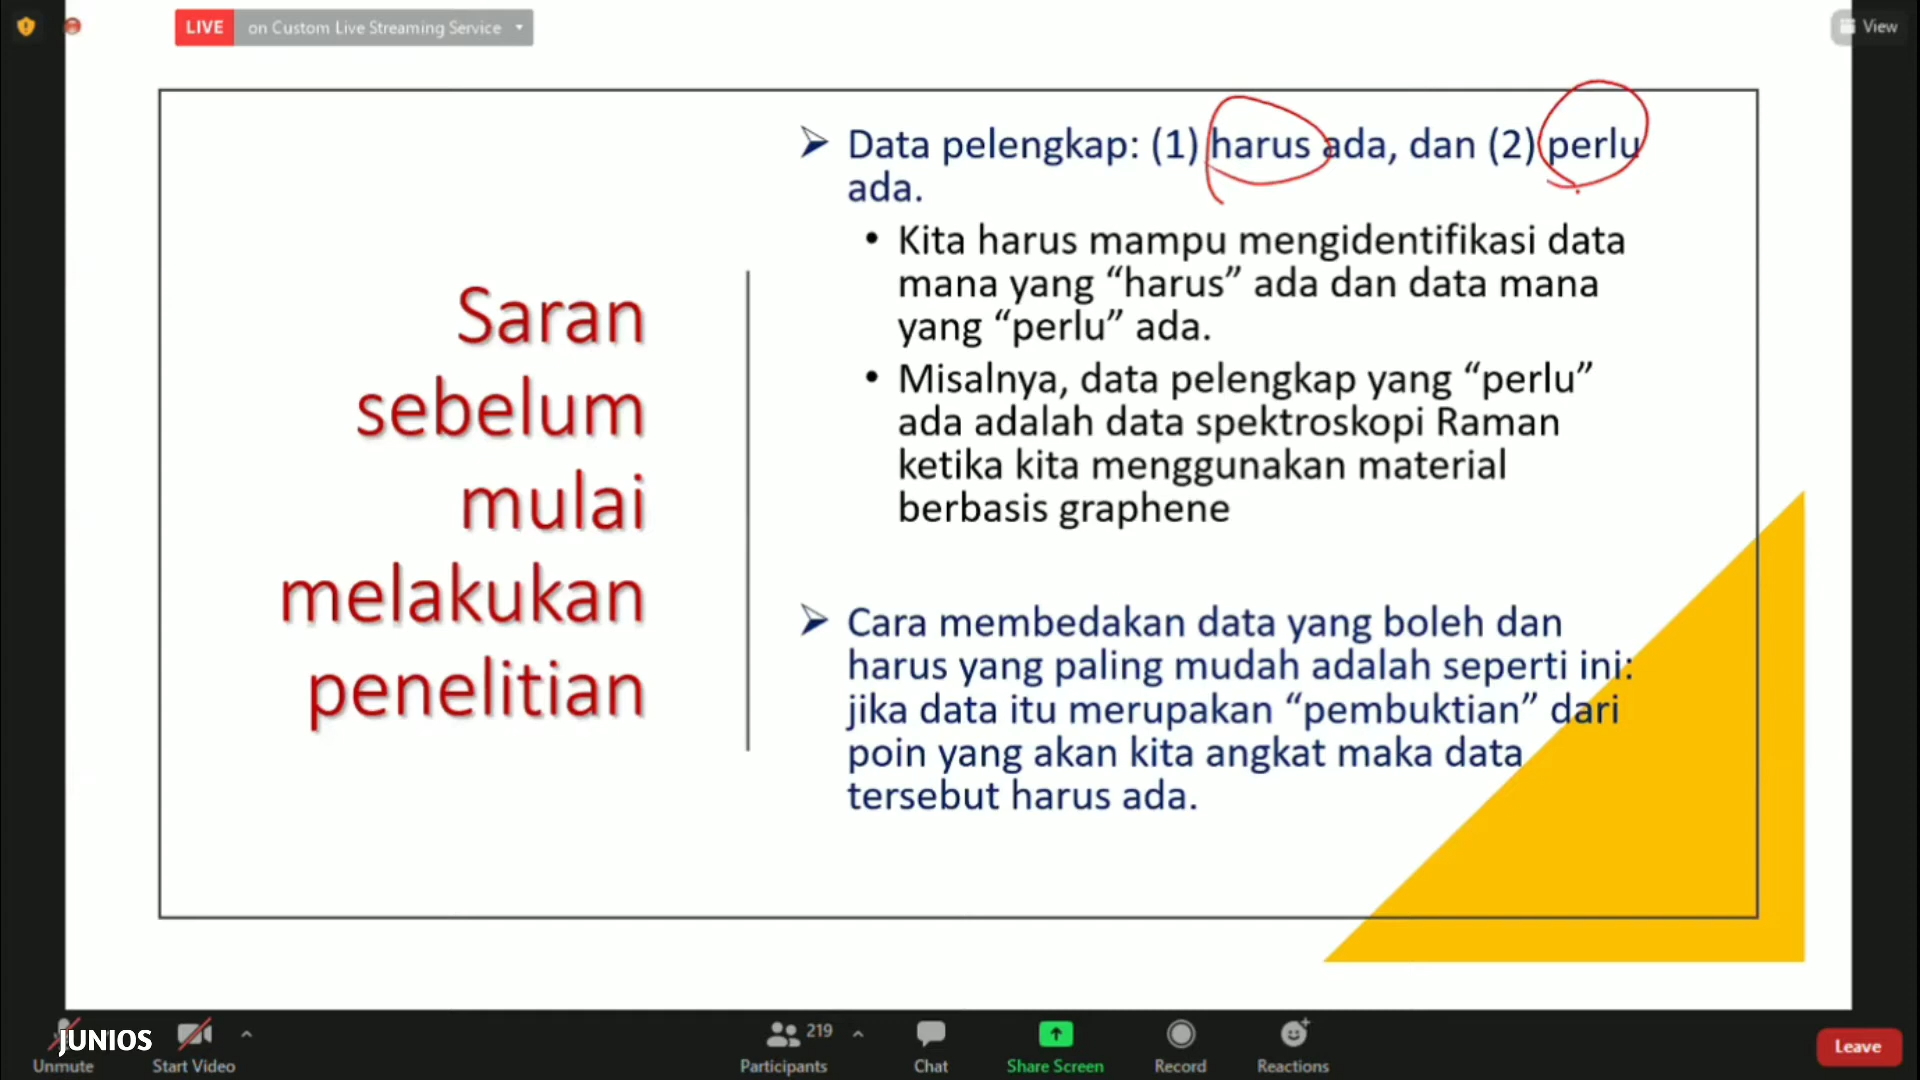 LIVE on Custom Live Streaming Service
View
Saran
sebelum
mulai
melakukan
penelitian
Data pelengkap: (1) harus ada, dan (2) perlu
ada.
• Kita harus mampu mengidentifikasi data
mana yang “harus” ada dan data mana
yang “perlu” ada.
• Misalnya, data pelengkap yang “perlu”
ada adalah data spektroskopi Raman
ketika kita menggunakan material
berbasis graphene
Cara membedakan data yang boleh dan
harus yang paling mudah adalah seperti ini:
jika data itu merupakan “pembuktian” dari
poin yang akan kita angkat maka data
tersebut harus ada.
JUNIOS
Unmute
Start Video
219
Participants
Chat
Share Screen
Record
Reactions
Leave